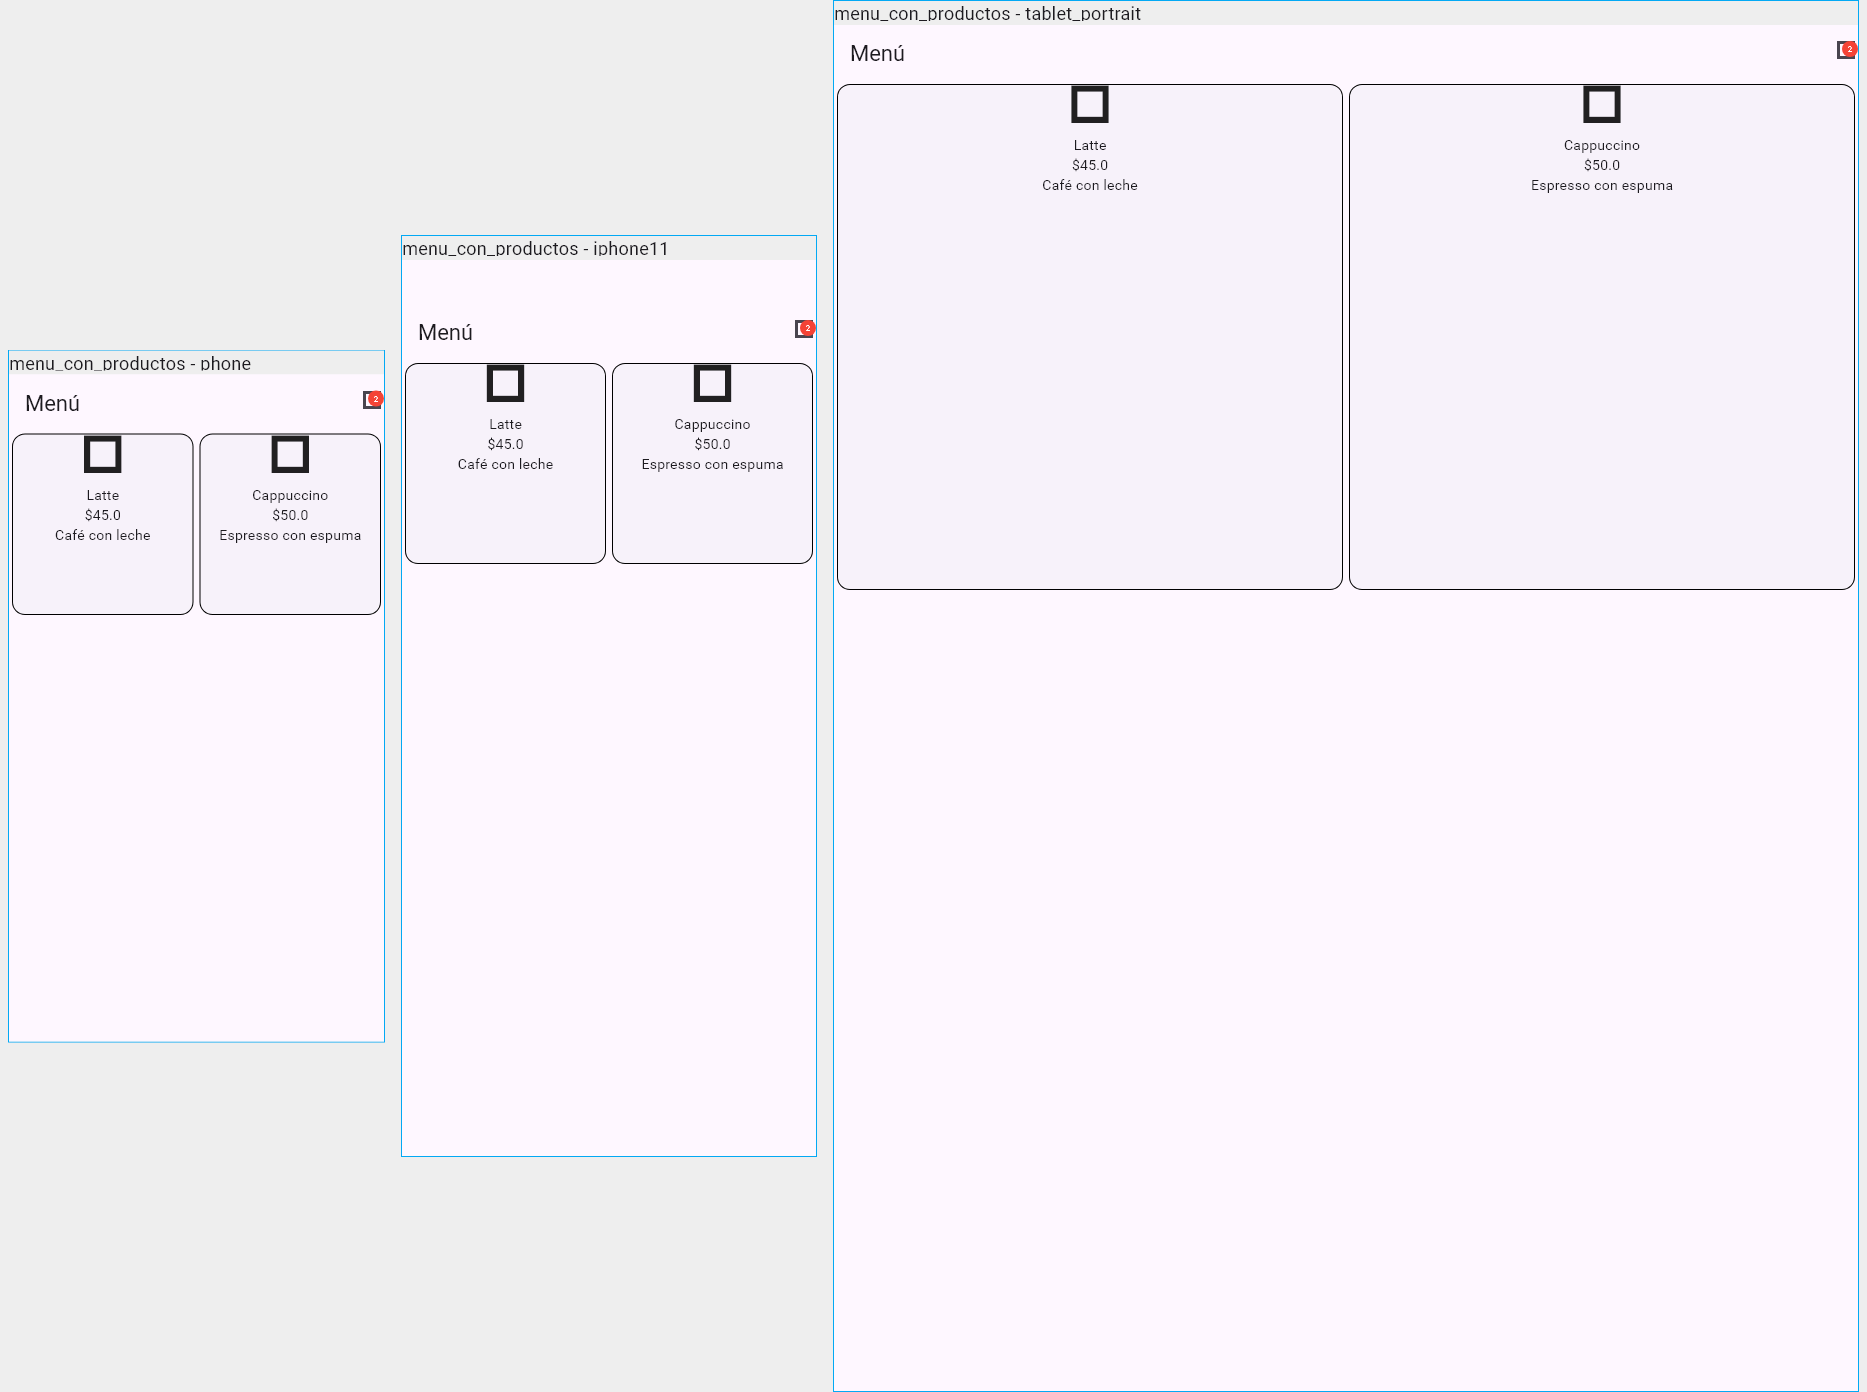 menu_con_productos - phone
Menú
2
Latte
$45.0
Café con leche
Cappuccino
$50.0
Espresso con espuma
menu_con_productos - iphone11
Menú
2
Latte
$45.0
Café con leche
Cappuccino
$50.0
Espresso con espuma
menu_con_productos - tablet_portrait
Menú
2
Latte
$45.0
Café con leche
Cappuccino
$50.0
Espresso con espuma